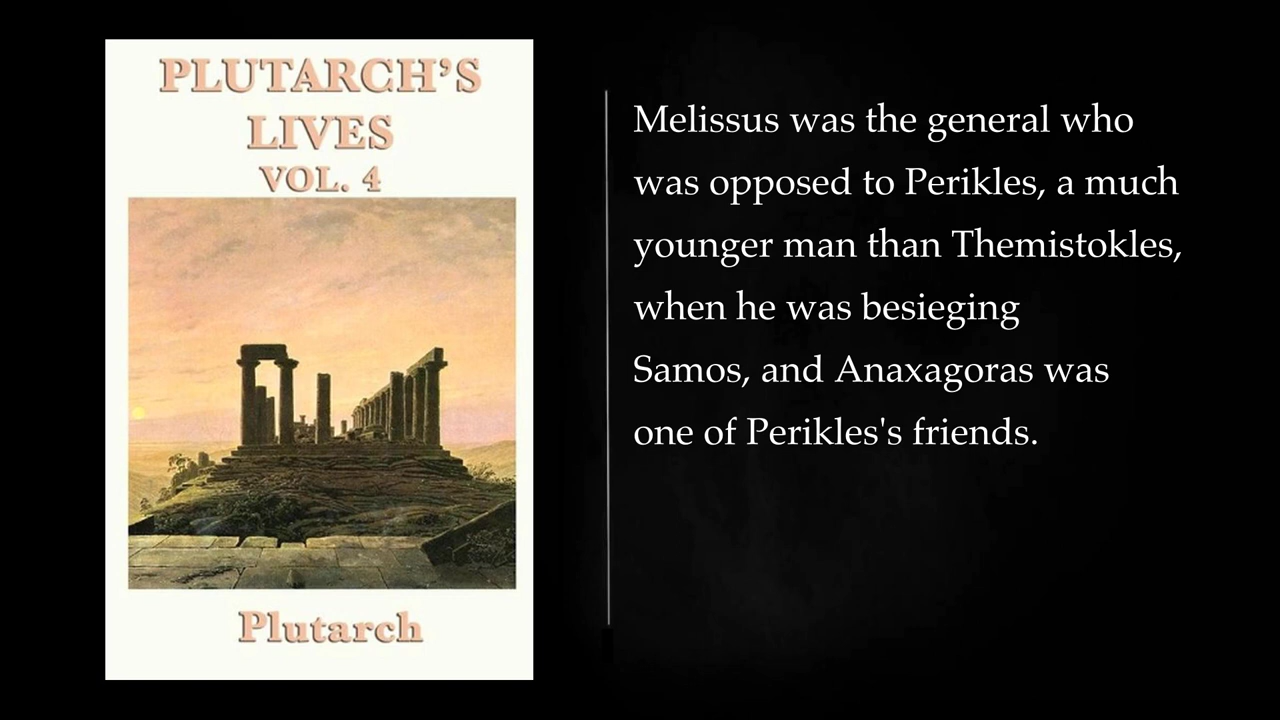 PLUTARCH'S
LIVES
VOL. 4
Plutarch
Melissus was the general who
was opposed to Perikles, a much
younger man than Themistokles,
when he was besieging
Samos, and Anaxagoras was
one of Perikles's friends.